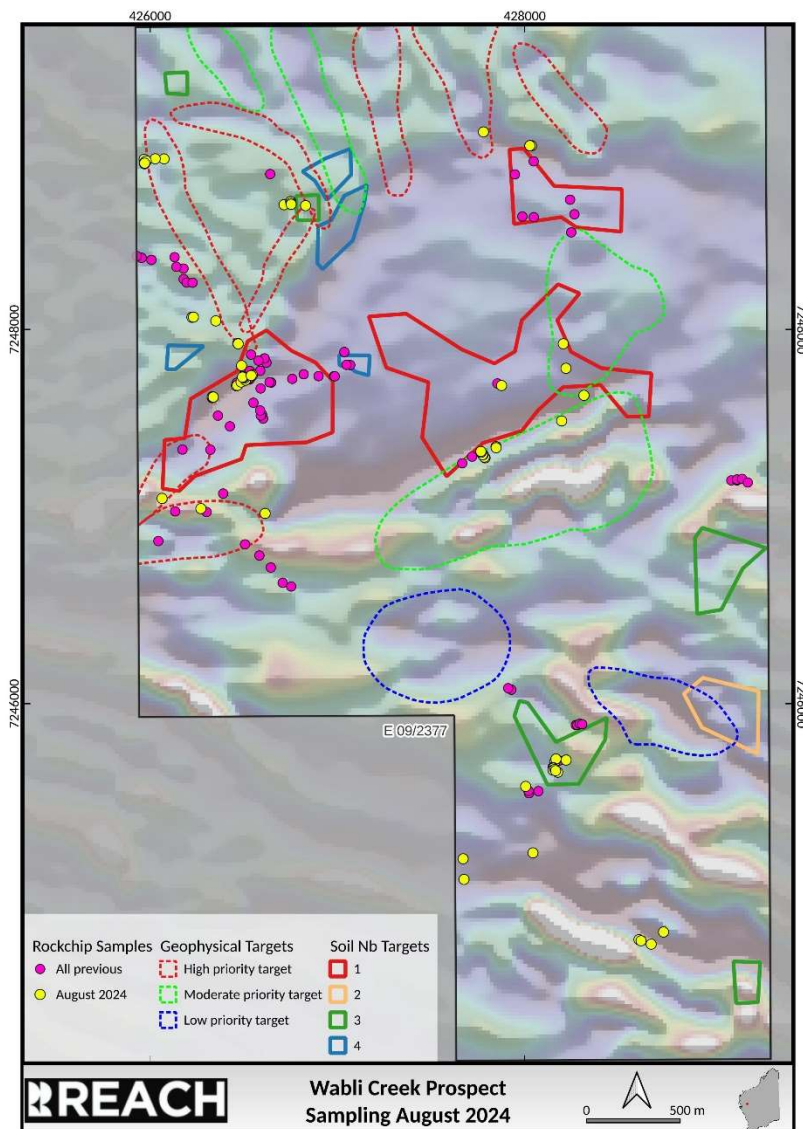 426000
428000
7248000
7248000
7246000
7246000
E 09/2377
Rockchip Samples
All previous
August 2024
Geophysical Targets
High priority target
Moderate priority target
Low priority target
Soil Nb Targets
1
2
3
4
REACH
Wabli Creek Prospect
Sampling August 2024
0
500 m